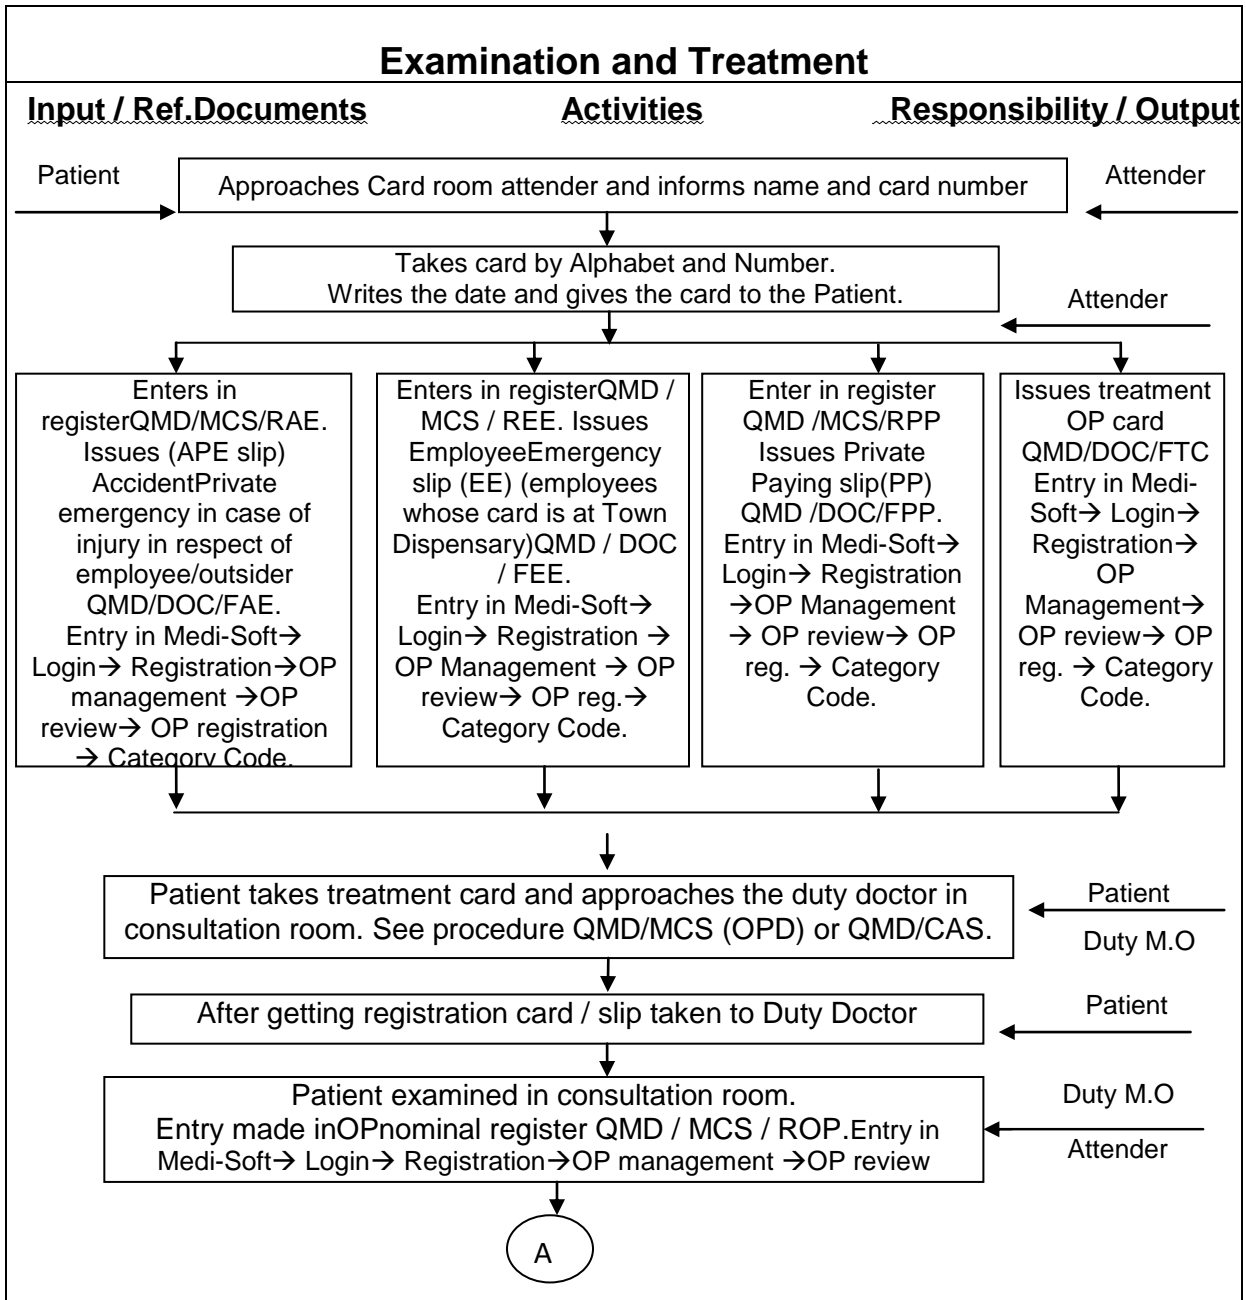 Examination and Treatment
Input / Ref.Documents
Activities
Responsibility / Output
Patient
Approaches Card room attender and informs name and card number
Attender
Takes card by Alphabet and Number.
Writes the date and gives the card to the Patient.
Attender
Enters in
registerQMD/MCS/RAE.
Issues (APE slip)
AccidentPrivate
emergency in case of
injury in respect of
employee/outsider
QMD/DOC/FAE.
Entry in Medi-Soft→
Login→ Registration→OP
management →OP
review→ OP registration
→ Category Code.
Enters in registerQMD /
MCS / REE. Issues
EmployeeEmergency
slip (EE) (employees
whose card is at Town
Dispensary)QMD / DOC
/ FEE.
Entry in Medi-Soft→
Login→ Registration →
OP Management → OP
review→ OP reg.→
Category Code.
Enter in register
QMD /MCS/RPP
Issues Private
Paying slip(PP)
QMD /DOC/FPP.
Entry in Medi-Soft→
Login→ Registration
→OP Management
→ OP review→ OP
reg. → Category
Code.
Issues treatment
OP card
QMD/DOC/FTC
Entry in Medi-
Soft→ Login→
Registration→
OP
Management→
OP review→ OP
reg. → Category
Code.
Patient takes treatment card and approaches the duty doctor in
consultation room. See procedure QMD/MCS (OPD) or QMD/CAS.
Patient
Duty M.O
After getting registration card / slip taken to Duty Doctor
Patient
Patient examined in consultation room.
Entry made inOPnominal register QMD / MCS / ROP.Entry in
Medi-Soft→ Login→ Registration→OP management →OP review
Duty M.O
Attender
A